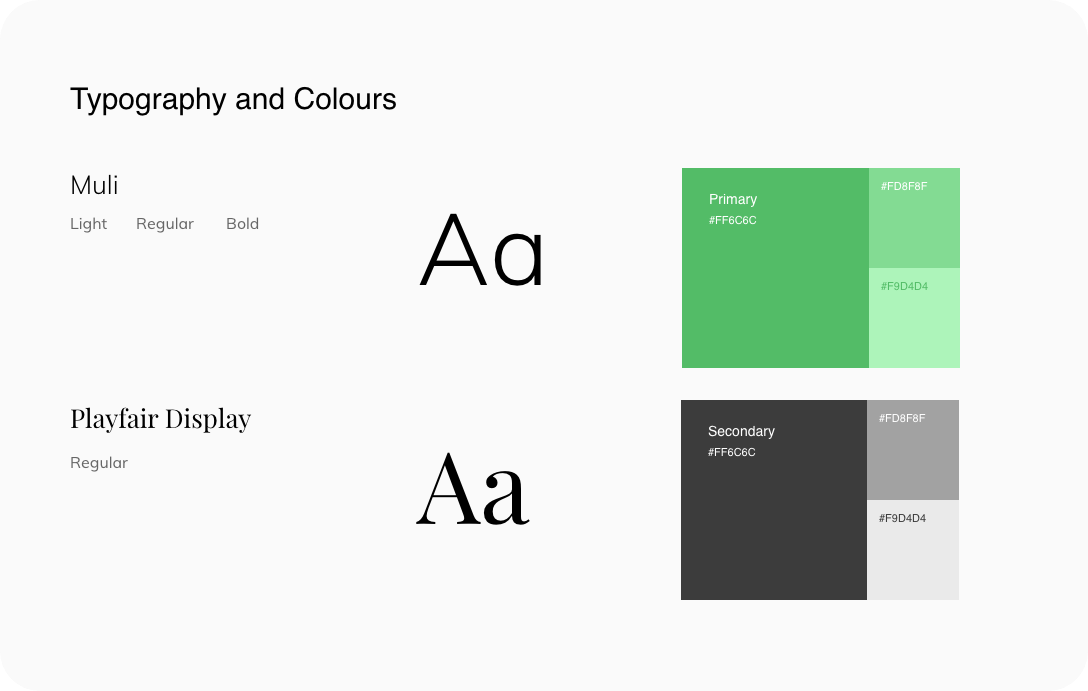 Typography and Colours
Muli
Light Regular Bold
Aa
Primary
#FF6C6C
#FD8F8F
#F9D4D4
Playfair Display
Regular
Aa
Secondary
#FF6C6C
#FD8F8F
#F9D4D4